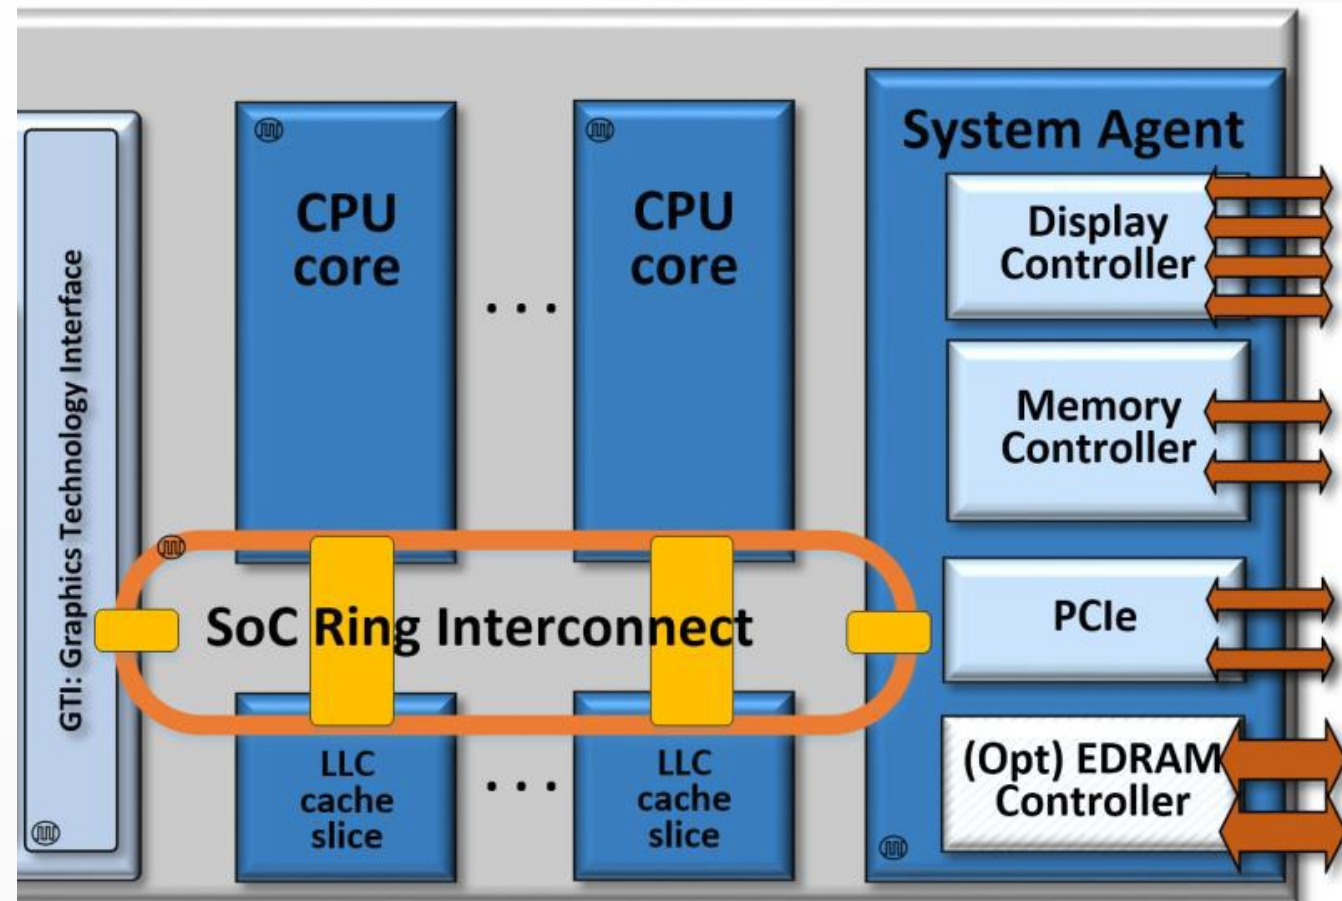 GTI: Graphics Technology Interface
CPU
core
. . .
CPU
core
SoC Ring Interconnect
LLC
cache
slice
. . .
LLC
cache
slice
System Agent
Display
Controller
Memory
Controller
PCIe
(Opt) EDRAM
Controller